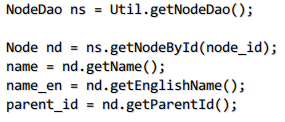 NodeDao ns = Util.getNodeDao();
Node nd = ns.getNodeById(node_id);
name = nd.getName();
name_en = nd.getEnglishName();
parent_id = nd.getParentId();